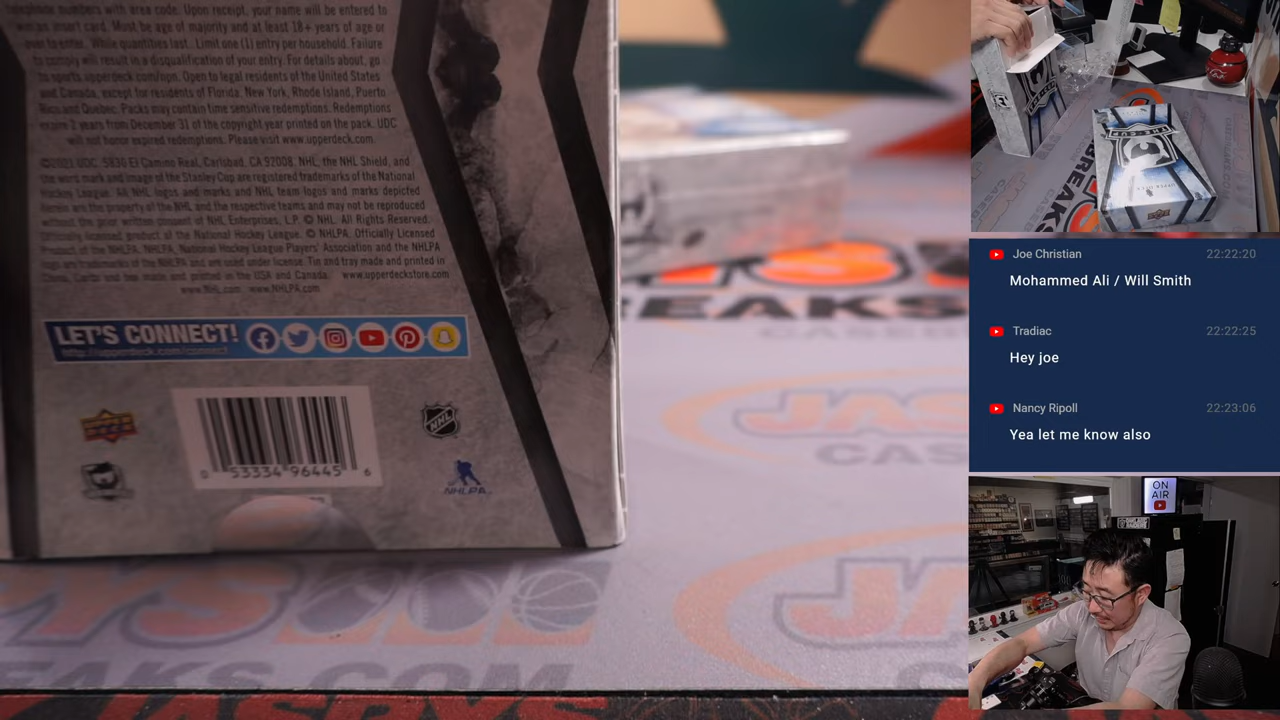 telephone numbers with area code. Upon receipt, your name will be entered to
win an insert card. Must be age of majority and at least 18+ years of age or
over to enter. While quantities last. Limit one (1) entry per household. Failure
to comply will result in a disqualification of your entry. For details about, go
to sports.upperdeck.com/opn. Open to legal residents of the United States
and Canada, except for residents of Florida, New York, Rhode Island, Puerto
Rico and Quebec. Packs may contain time sensitive redemptions. Redemptions
expire 2 years from December 31 of the copyright year printed on the pack. UDC
will not honor expired redemptions. Please visit www.upperdeck.com.
©2021 UDC. 5830 El Camino Real, Carlsbad, CA 92008. NHL, the NHL Shield, and
the word mark and image of the Stanley Cup are registered trademarks of the National
Hockey League. All NHL logos and marks and NHL team logos and marks depicted
herein are the property of the NHL and the respective teams and may not be reproduced
without the prior written consent of NHL Enterprises, L.P. © NHL. All Rights Reserved.
Officially licensed product of the National Hockey League. © NHLPA. Officially Licensed
Product of the NHLPA. NHLPA, National Hockey League Players' Association and the NHLPA
logo are trademarks of the NHLPA and are used under license. Tin and tray made and printed in
China. Cards and box made and printed in the USA and Canada. www.upperdeckstore.com
www.NHL.com www.NHLPA.com
LET'S CONNECT!
http://upperdeck.com/connect
0 53334 96445 6
NHL
NHLPA
BREAKS
JAS
CAS
YS
EAKS.COM
JA
C
JASPYS
Joe Christian 22:22:20
Mohammed Ali / Will Smith
Tradiac 22:22:25
Hey joe
Nancy Ripoll 22:23:06
Yea let me know also
ON
AIR